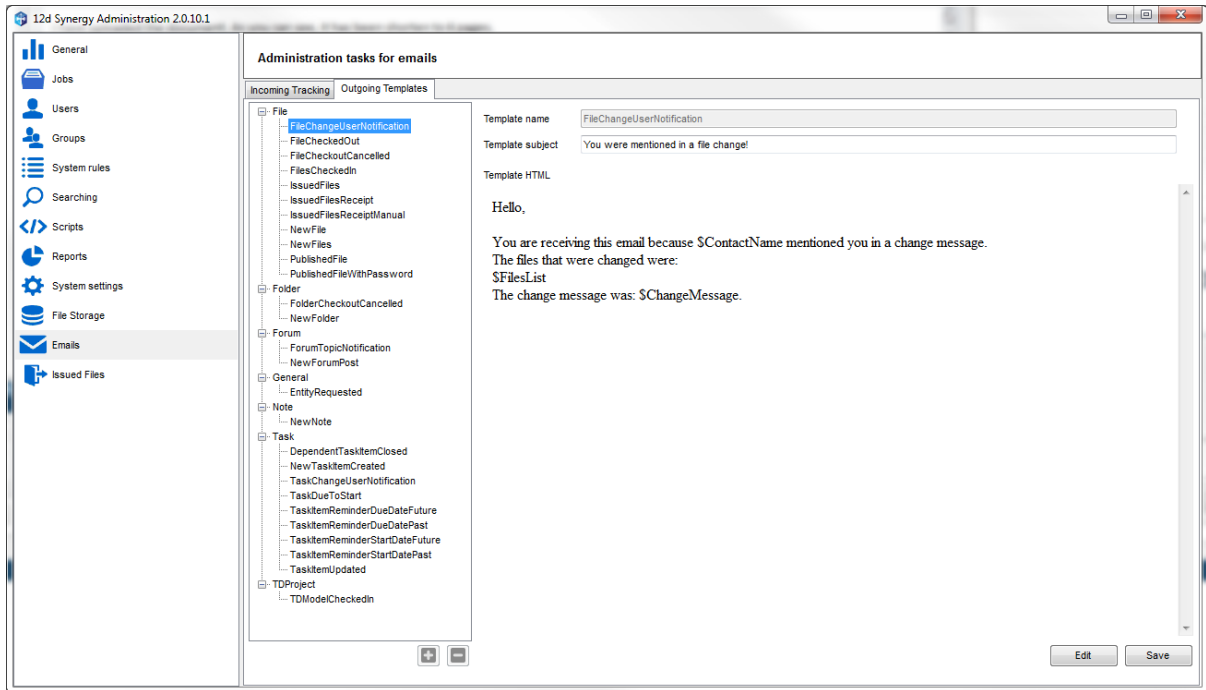 12d Synergy Administration 2.0.10.1
General
Jobs
Users
Groups
System rules
Searching
Scripts
Reports
System settings
File Storage
Emails
Issued Files
Administration tasks for emails
Incoming Tracking
Outgoing Templates
File
FileChangeUserNotification
FileCheckedOut
FileCheckoutCancelled
FilesCheckedIn
IssuedFiles
IssuedFilesReceipt
IssuedFilesReceiptManual
NewFile
NewFiles
PublishedFile
PublishedFileWithPassword
Folder
FolderCheckoutCancelled
NewFolder
Forum
ForumTopicNotification
NewForumPost
General
EntityRequested
Note
NewNote
Task
DependentTaskItemClosed
NewTaskItemCreated
TaskChangeUserNotification
TaskDueToStart
TaskItemReminderDueDateFuture
TaskItemReminderDueDatePast
TaskItemReminderStartDateFuture
TaskItemReminderStartDatePast
TaskItemUpdated
TDProject
TDModelCheckedIn
Template name
FileChangeUserNotification
Template subject
You were mentioned in a file change!
Template HTML
Hello,
You are receiving this email because $ContactName mentioned you in a change message.
The files that were changed were:
$FilesList
The change message was: $ChangeMessage.
Edit
Save